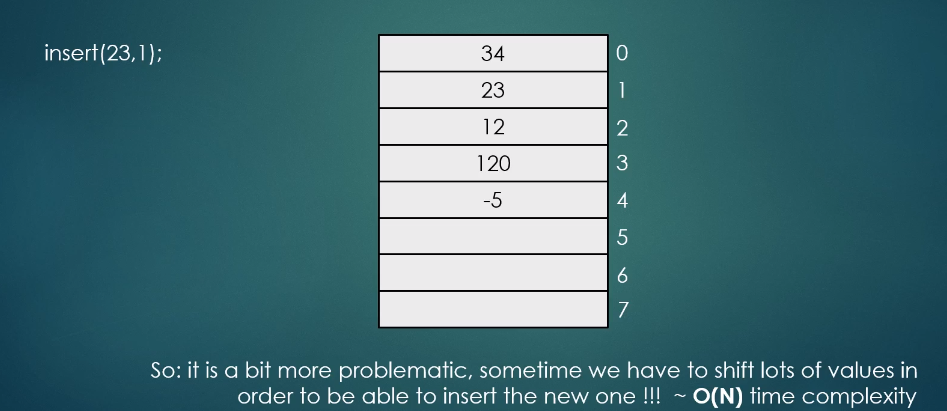 insert(23,1);
34 0
23 1
12 2
120 3
-5 4
5
6
7
So: it is a bit more problematic, sometime we have to shift lots of values in
order to be able to insert the new one !!! ~ O(N) time complexity